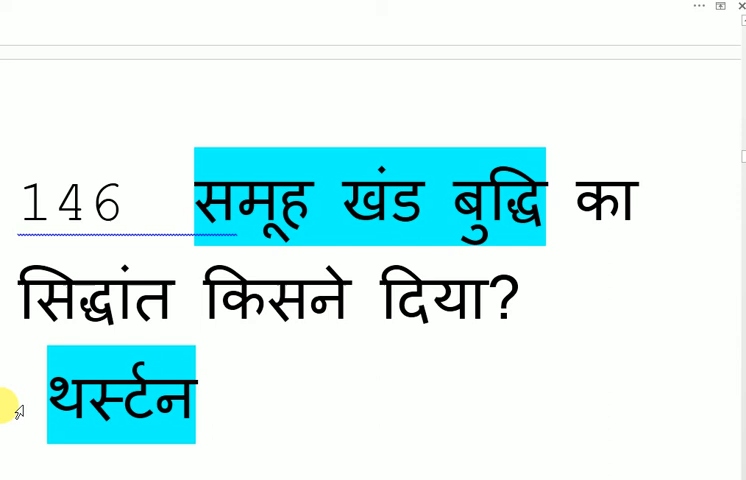 146 समूह खंड बुद्धि का
सिद्धांत किसने दिया?
थर्स्टन